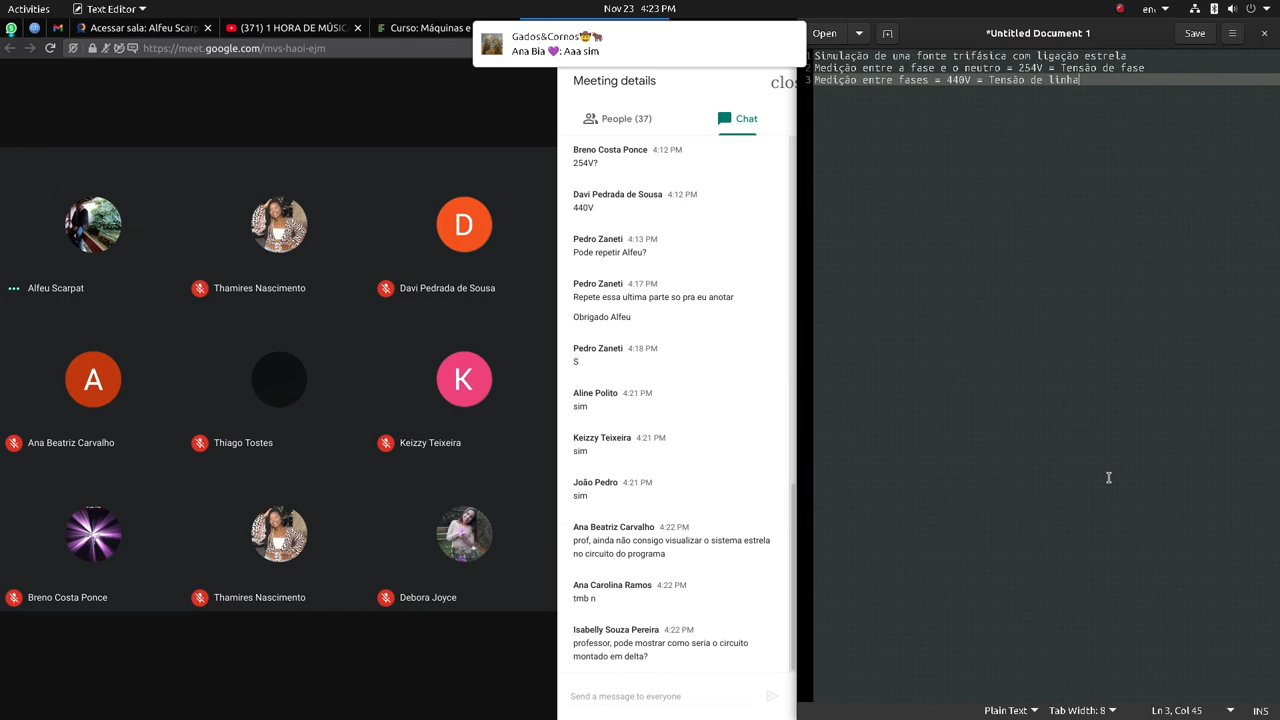 Text Editor
Nov 23  4:22 PM
Gmail
Acessar sala. Alfeu Scarp
(371) 1 HORA DE MÚSIC
Curso: Máquinas e
https://meet.google.com/mvs-haoi-ejm
Gados&Cornos🤠🐂
Ana Bia 💜: Aaa sim
Open
*Untitled Document 1
Save
1 Simulação em uma fonte trifásica em estrela
2 Medição entre fase e neutro = 254V = Tensão de fase
3 Medições entre fases = 440V = Tensão de linha
Meeting details
People (37)
Chat
Breno Costa Ponce 4:12 PM
254V?
Davi Pedrada de Sousa 4:12 PM
440V
Pedro Zaneti 4:13 PM
Pode repetir Alfeu?
Pedro Zaneti 4:17 PM
Repete essa ultima parte so pra eu anotar
Obrigado Alfeu
Pedro Zaneti 4:18 PM
S
Aline Polito 4:21 PM
sim
Keizzy Teixeira 4:21 PM
sim
João Pedro 4:21 PM
sim
Ana Beatriz Carvalho 4:22 PM
prof, ainda não consigo visualizar o sistema estrela
no circuito do programa
Ana Carolina Ramos 4:22 PM
tmb n
Isabelly Souza Pereira 4:22 PM
professor, pode mostrar como seria o circuito
montado em delta?
Send a message to everyone
Alfeu Scarpat
Thamires Nascimento
D
Davi Pedrada de Sousa
A
Ana Beatriz Carvalho
Thiago Tostes
K
Keizzy Teixeira
Breno Costa Ponce
Thamires Nascimento
Debora Joyce
Plain Text
Tab Width: 8
Ln 3, Col 45
INS